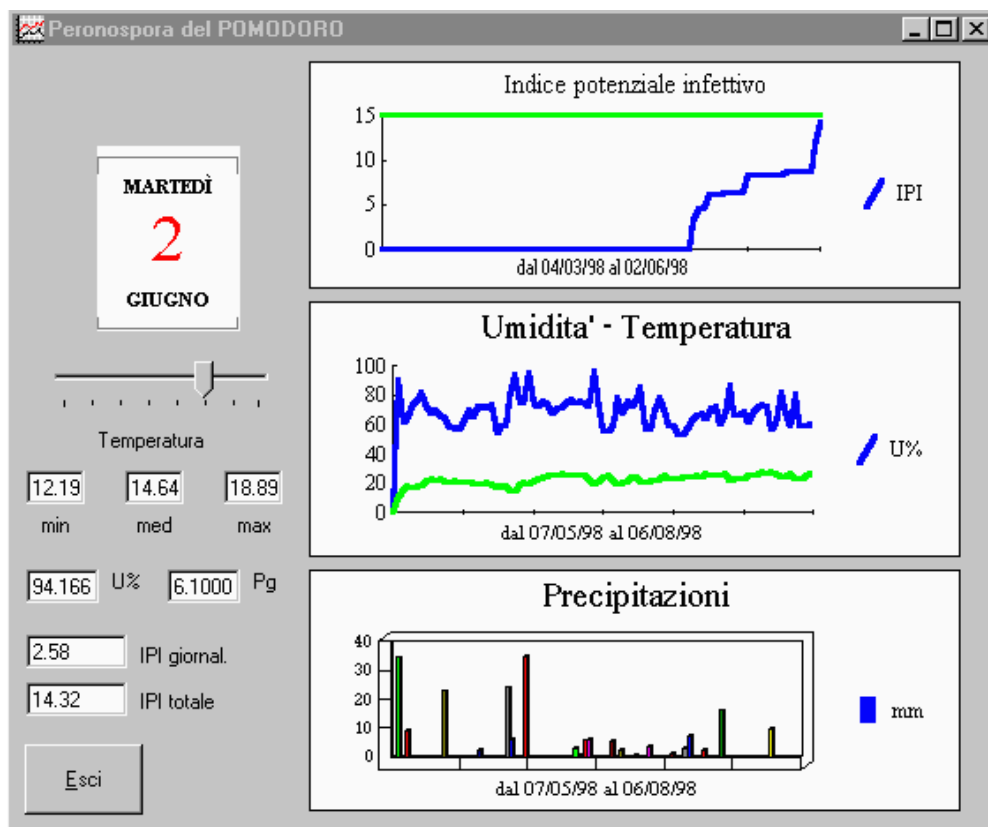 Peronospora del POMODORO
MARTEDÌ
2
GIUGNO
Temperatura
12.19 14.64 18.89
min med max
94.166 U% 6.1000 Pg
2.58 IPI giornal.
14.32 IPI totale
Esci
Indice potenziale infettivo
15
10
5
0
IPI
dal 04/03/98 al 02/06/98
Umidita' - Temperatura
100
80
60
40
20
0
U%
dal 07/05/98 al 06/08/98
Precipitazioni
40
30
20
10
0
mm
dal 07/05/98 al 06/08/98